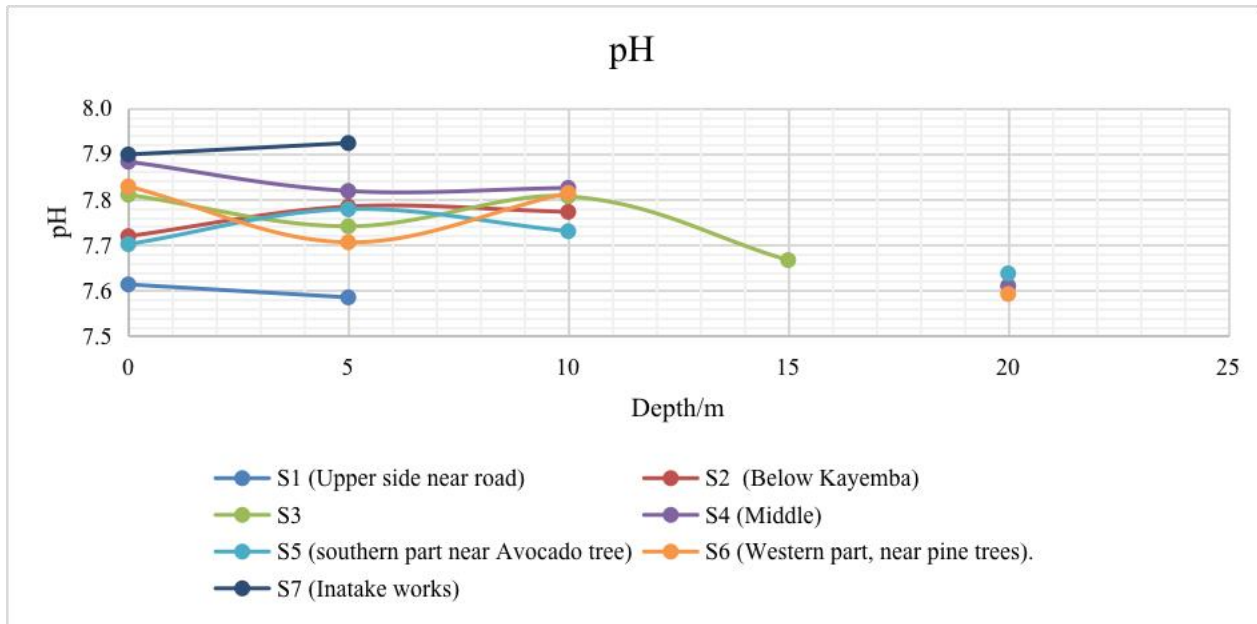 pH
8.0
7.9
7.8
7.7
7.6
7.5
pH
0 5 10 15 20 25
Depth/m
S1 (Upper side near road) S2 (Below Kayemba)
S3 S4 (Middle)
S5 (southern part near Avocado tree) S6 (Western part, near pine trees).
S7 (Inatake works)